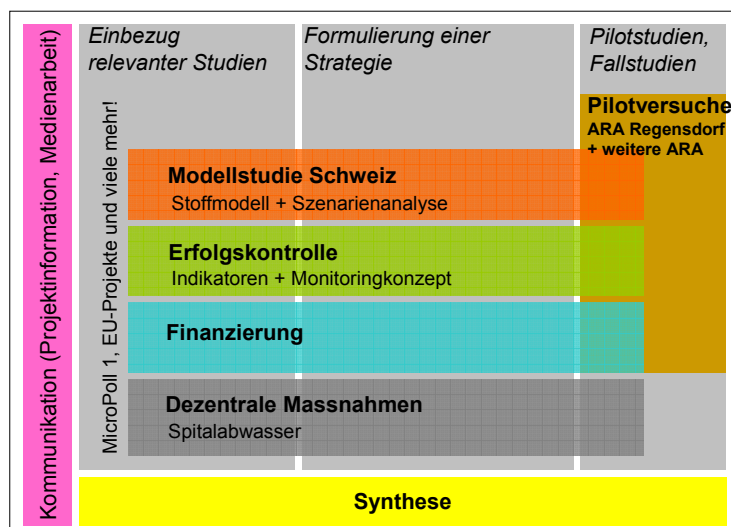 Kommunikation (Projektinformation, Medienarbeit)
Einbezug
relevanter Studien
Formulierung einer
Strategie
Pilotstudien,
Fallstudien
MicroPoll 1, EU-Projekte und viele mehr!
Pilotversuche
ARA Regensdorf
+ weitere ARA
Modellstudie Schweiz
Stoffmodell + Szenarienanalyse
Erfolgskontrolle
Indikatoren + Monitoringkonzept
Finanzierung
Dezentrale Massnahmen
Spitalabwasser
Synthese